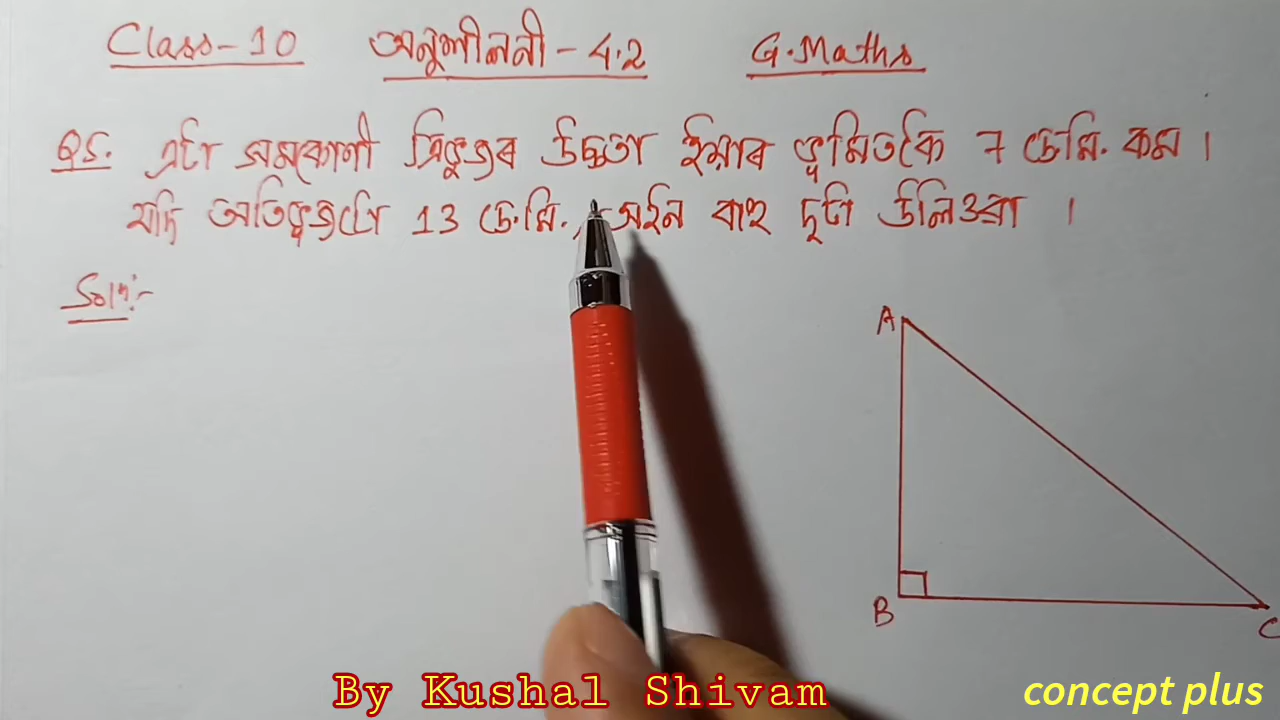 Class-10 অনুশীলনী-4.2 G.Maths
Q5. এটা সমকোণী ত্ৰিভুজৰ উচ্চতা ইয়াৰ ভূমিতকৈ 7 চে.মি. কম।
যদি অতিভূজটো 13 চে.মি., আনন বাহু দূটা উলিওৱা ।
Soln:-
A
B
C
By Kushal Shivam
concept plus